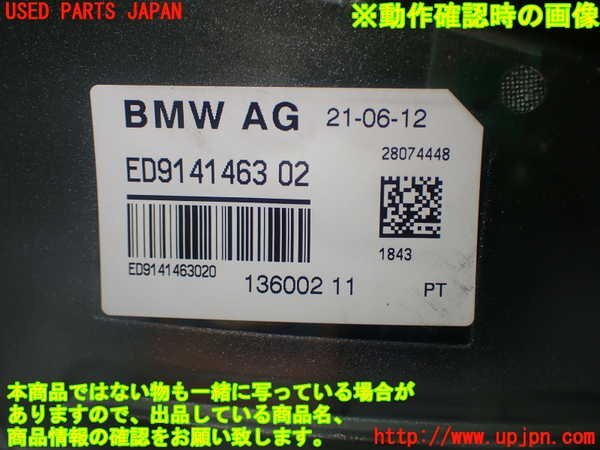 USED PARTS JAPAN
※動作確認時の画像
BMW AG 21-06-12
28074448
ED9141463 02
1843
ED9141463020
136002 11 PT
本商品ではない物も一緒に写っている場合が
ありますので、出品している商品名、
商品情報の確認をお願い致します。
http://www.upjpn.com/